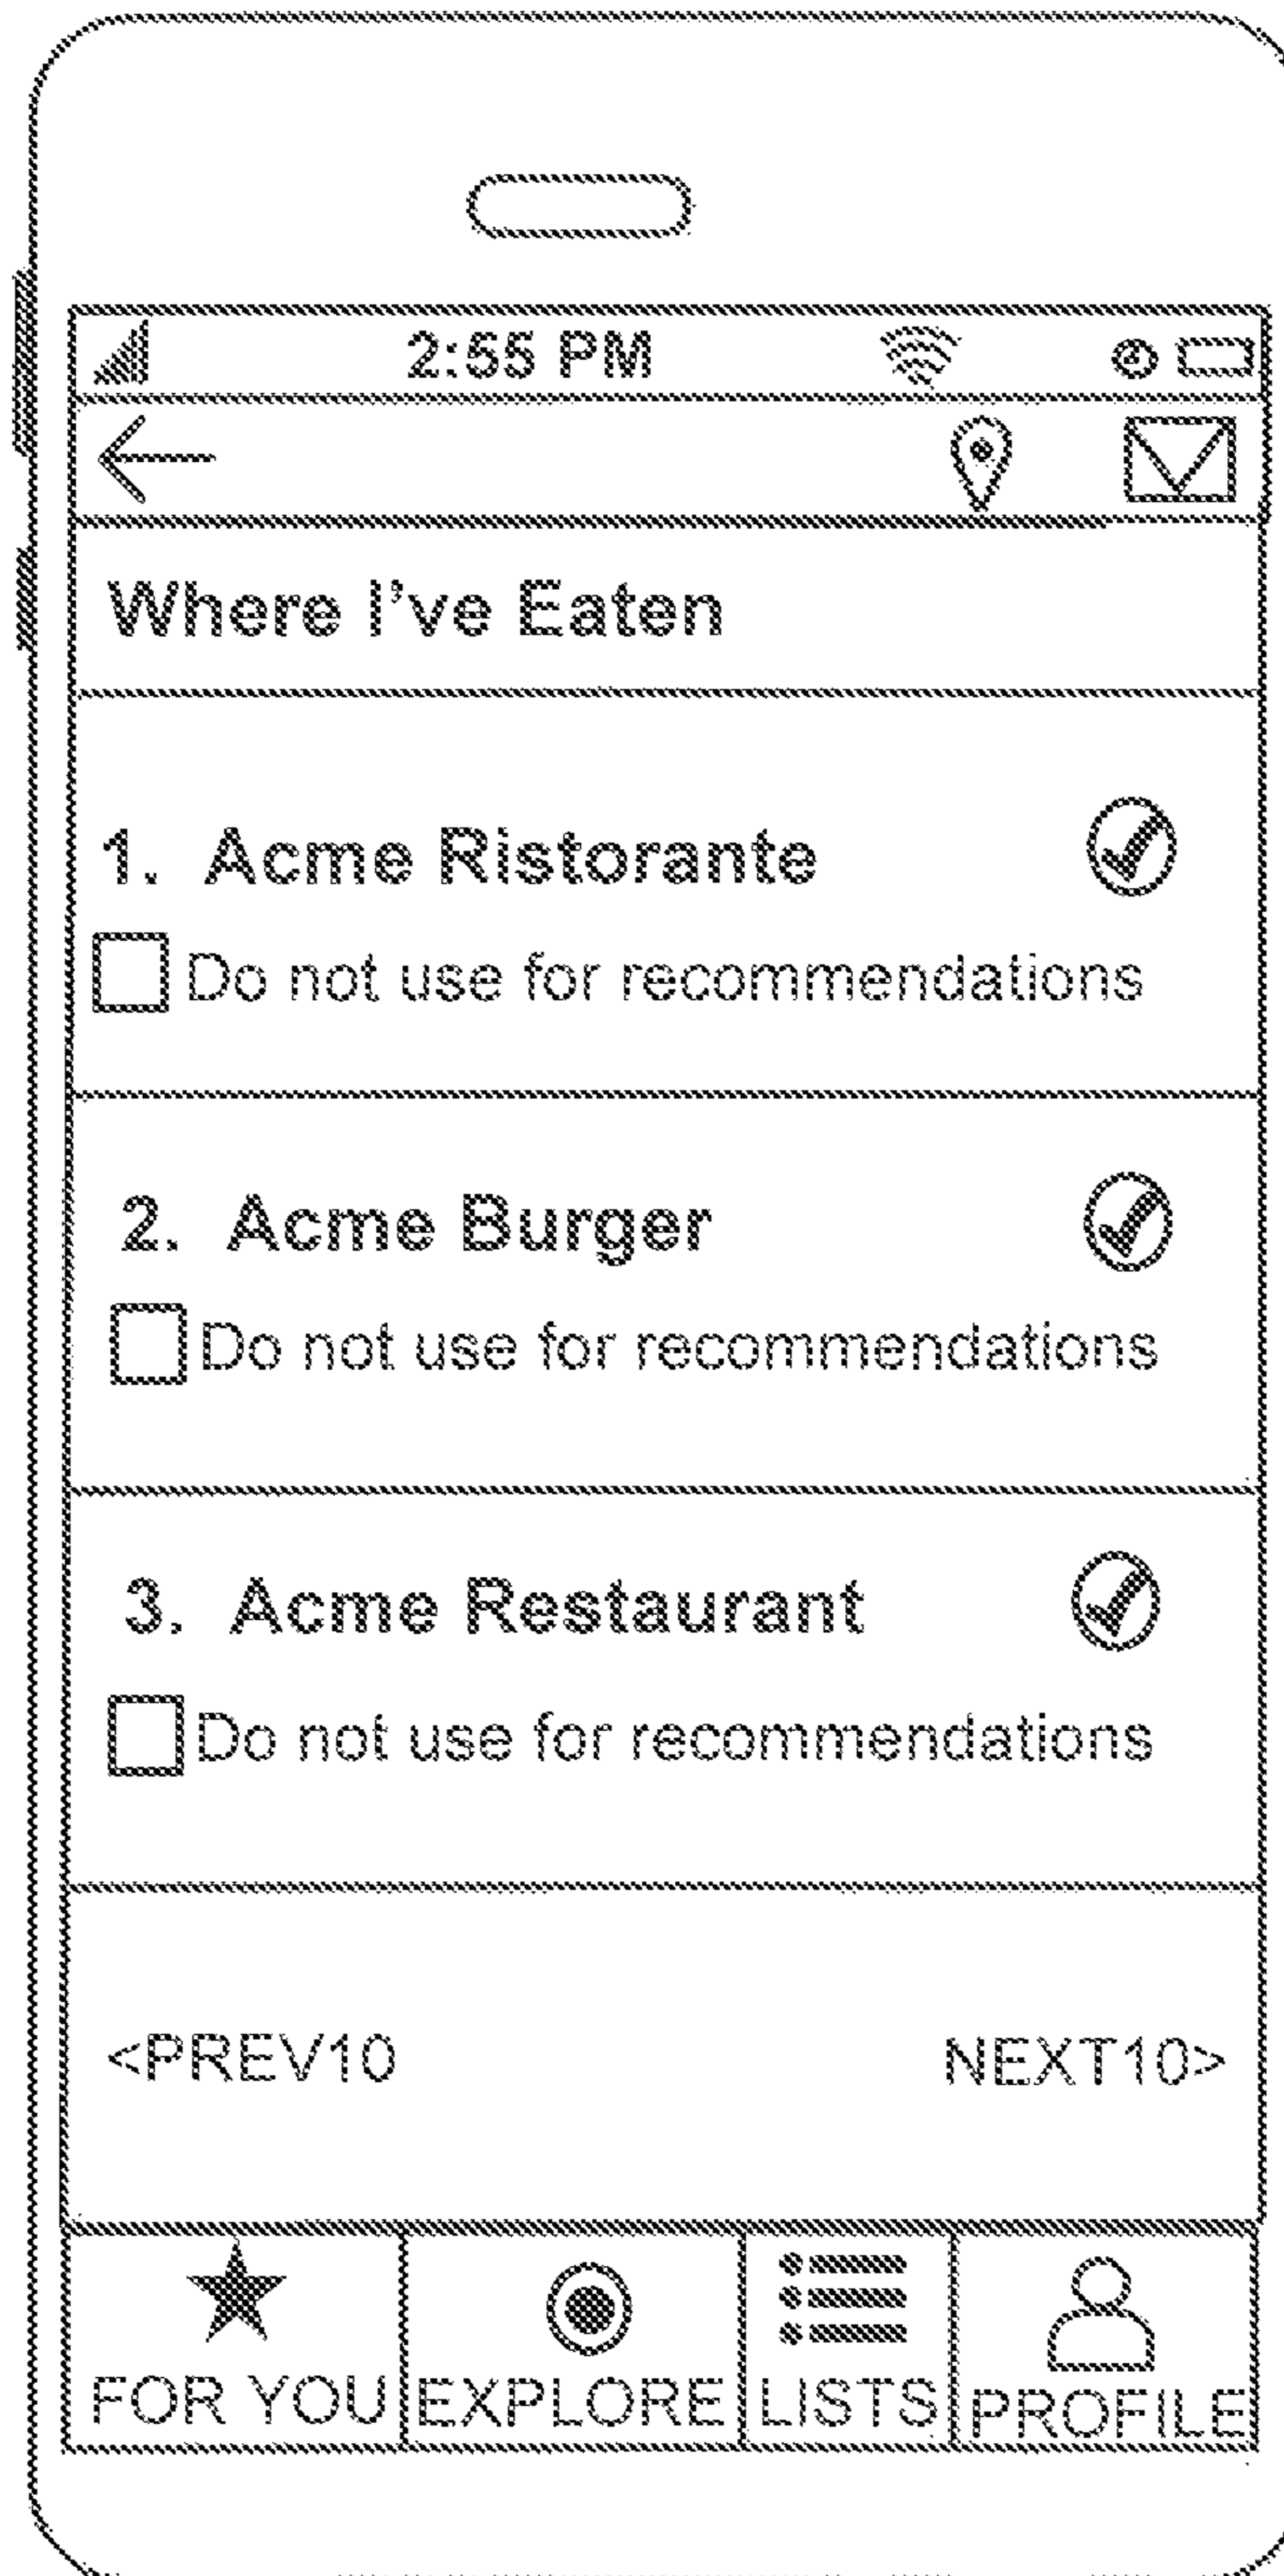 2:55 PM
Where I've Eaten
1. Acme Ristorante
Do not use for recommendations
2. Acme Burger
Do not use for recommendations
3. Acme Restaurant
Do not use for recommendations
<PREV10 NEXT10>
FOR YOU EXPLORE LISTS PROFILE